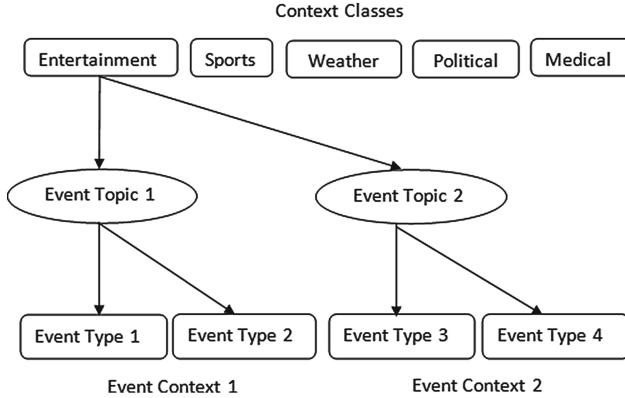 Context Classes
Entertainment
Sports
Weather
Political
Medical
Event Topic 1
Event Topic 2
Event Type 1
Event Type 2
Event Type 3
Event Type 4
Event Context 1
Event Context 2